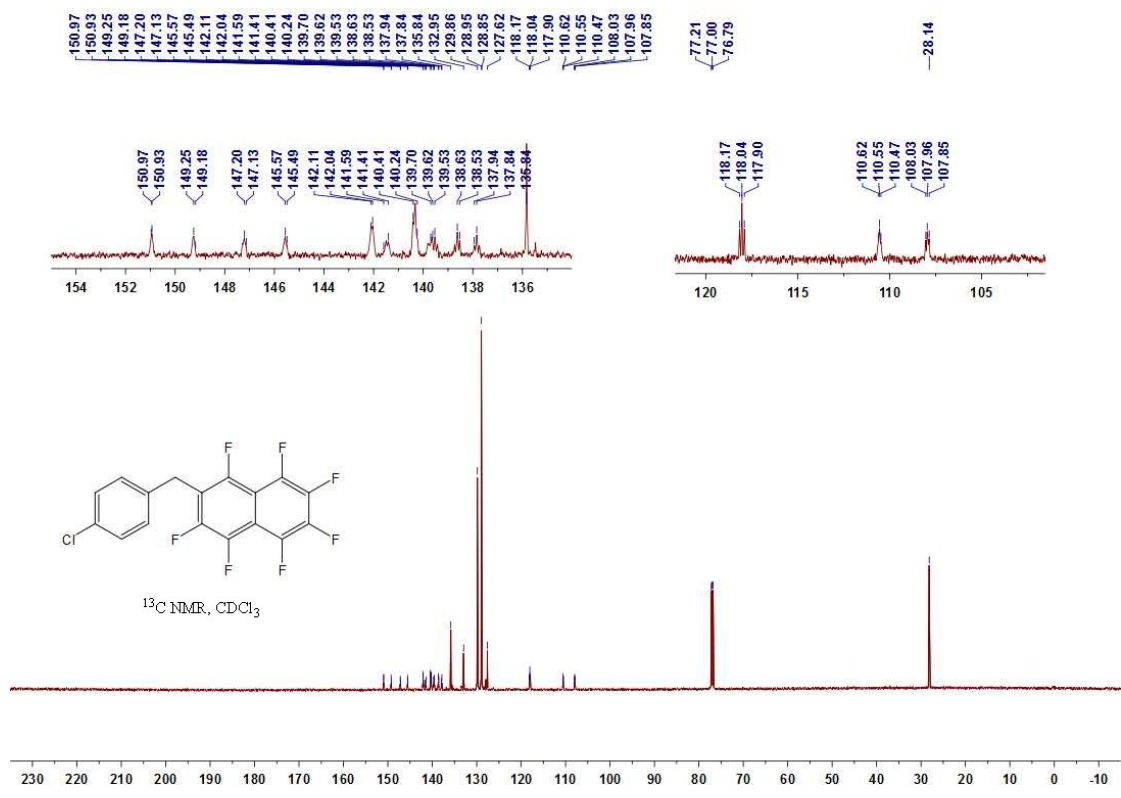 150.97 150.93 149.25 149.18 147.20 147.13 145.57 145.49 142.11 142.04 141.59 141.41 140.41 140.24 139.70 139.62 139.53 138.63 138.53 137.94 137.84 135.84 132.95 129.86 128.95 128.85 127.62 118.17 118.04 117.90 110.62 110.55 110.47 108.03 107.96 107.85 77.21 77.00 76.79 28.14
150.97 150.93 149.25 149.18 147.20 147.13 145.57 145.49 142.11 142.04 141.59 141.41 140.41 140.24 139.70 139.62 139.53 138.63 138.53 137.94 137.84 135.84
118.17 118.04 117.90 110.62 110.55 110.47 108.03 107.96 107.85
154 152 150 148 146 144 142 140 138 136
120 115 110 105
F F
F
Cl F F
F F
13C NMR, CDCl3
230 220 210 200 190 180 170 160 150 140 130 120 110 100 90 80 70 60 50 40 30 20 10 0 -10